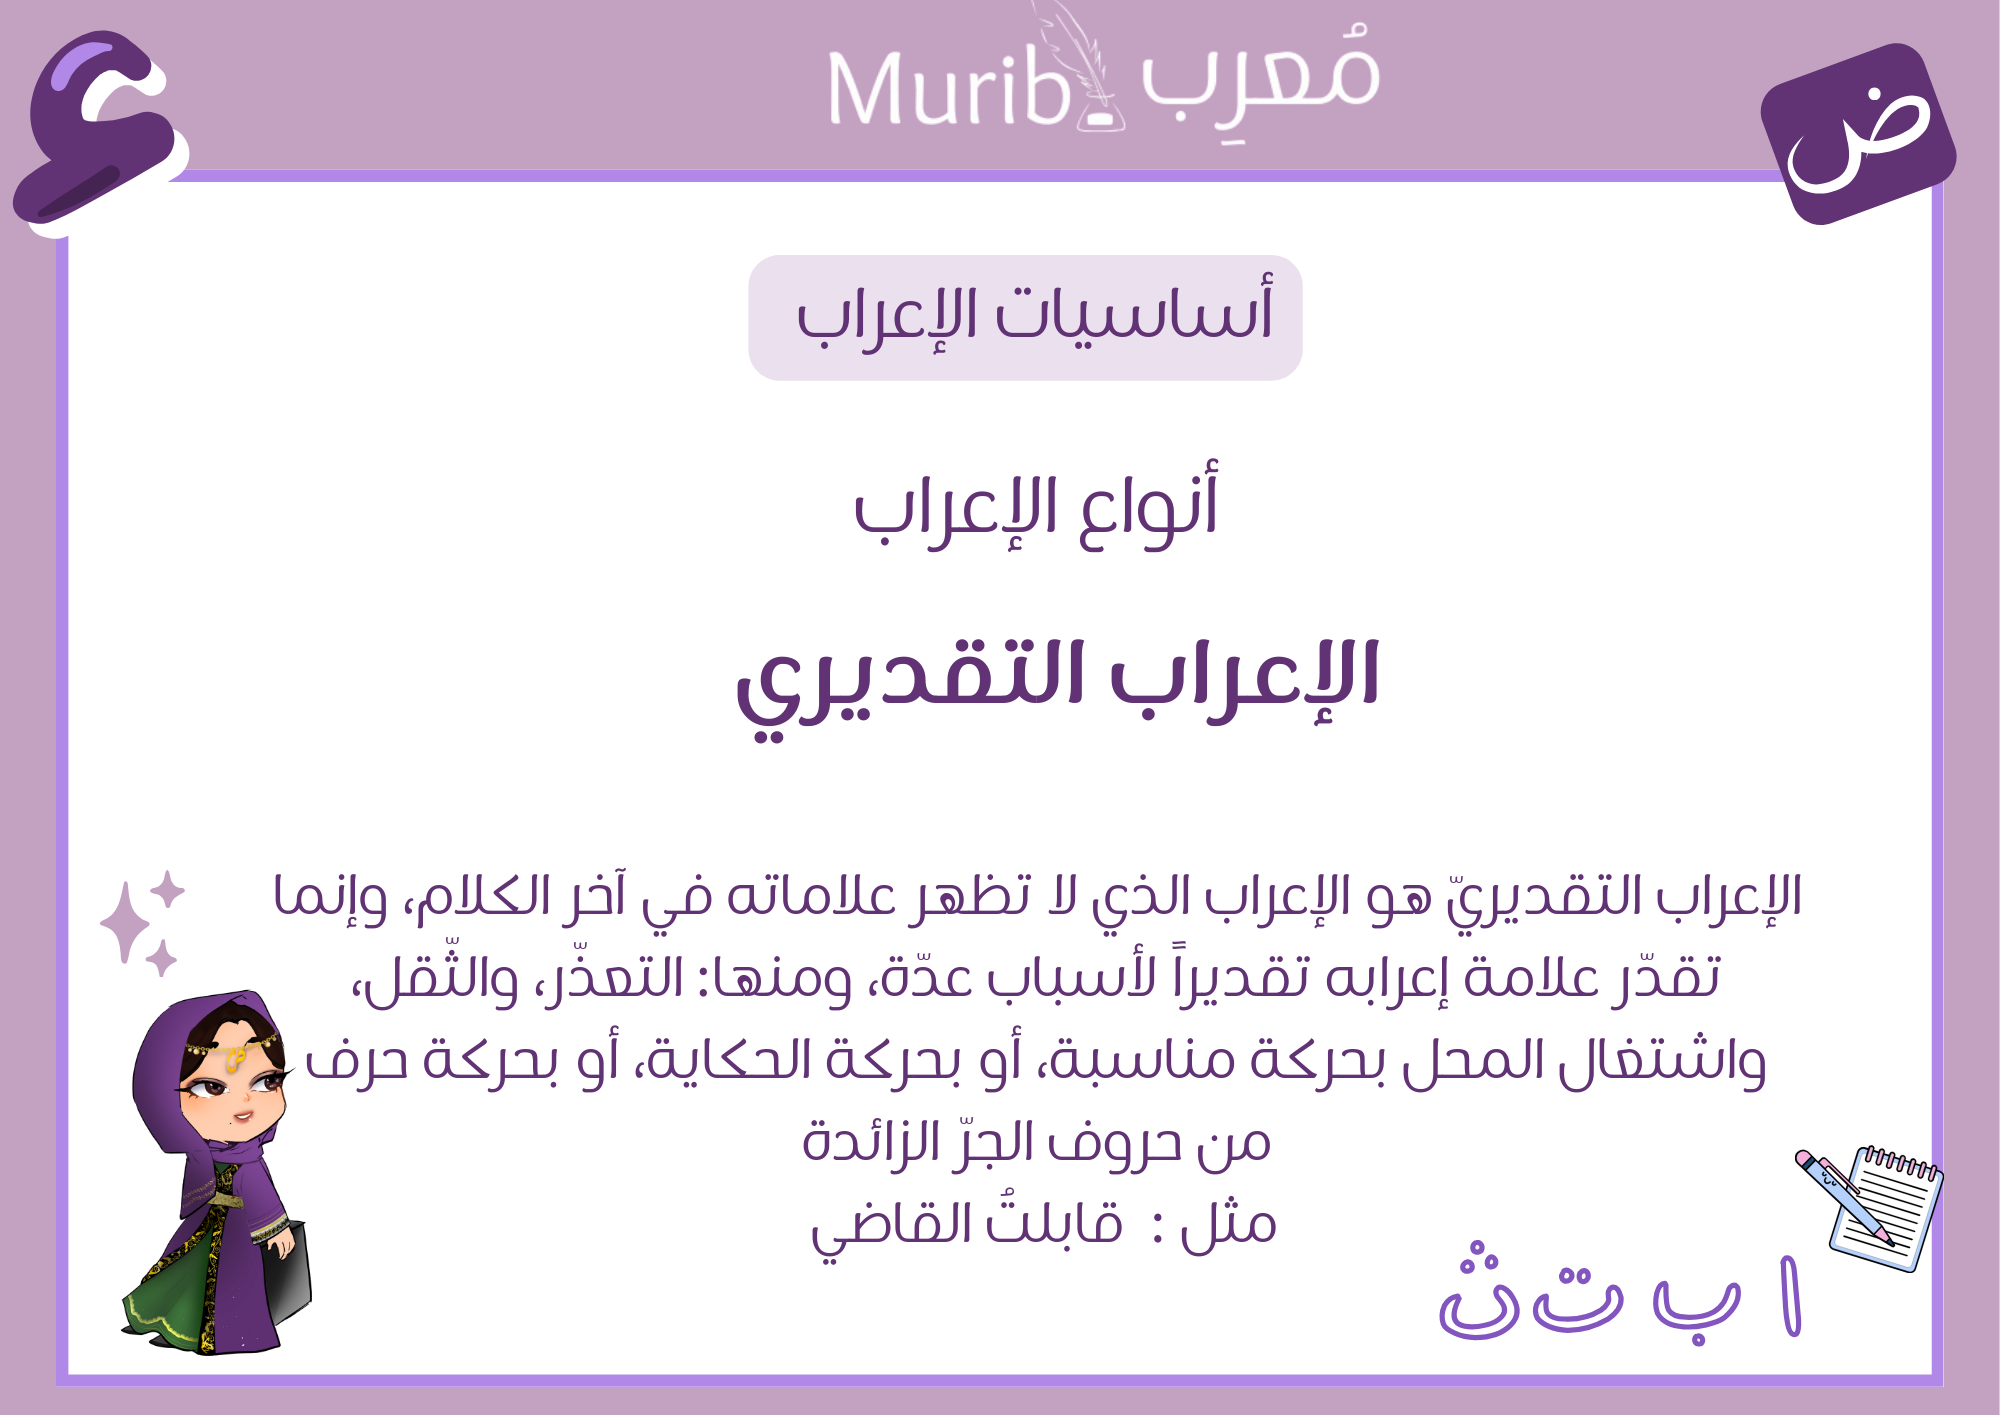 Murib مُعرِب
ض
ع
أساسيات الإعراب
أنواع الإعراب
الإعراب التقديري
الإعراب التقديريّ هو الإعراب الذي لا تظهر علاماته في آخر الكلام، وإنما
تقدّر علامة إعرابه تقديراً لأسباب عدّة، ومنها: التعذّر، والثّقل،
واشتغال المحل بحركة مناسبة، أو بحركة الحكاية، أو بحركة حرف
من حروف الجرّ الزائدة
مثل : قابلتُ القاضي
ا ب ت ث